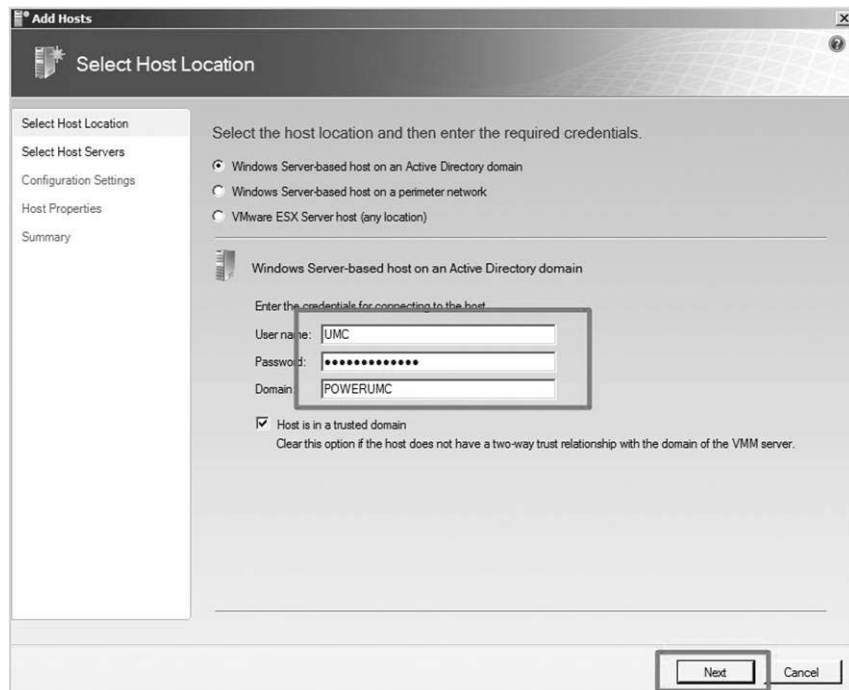 Add Hosts
Select Host Location
Select Host Location
Select Host Servers
Configuration Settings
Host Properties
Summary
Select the host location and then enter the required credentials.
Windows Server-based host on an Active Directory domain
Windows Server-based host on a perimeter network
VMware ESX Server host (any location)
Windows Server-based host on an Active Directory domain
Enter the credentials for connecting to the host
User name: UMC
Password: •••••••••••••
Domain: POWERUMC
Host is in a trusted domain
Clear this option if the host does not have a two-way trust relationship with the domain of the VMM server.
Next Cancel